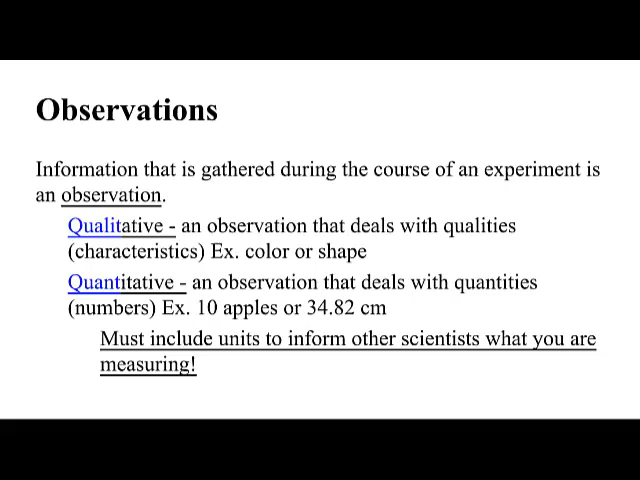 Observations
Information that is gathered during the course of an experiment is
an observation.
Qualitative - an observation that deals with qualities
(characteristics) Ex. color or shape
Quantitative - an observation that deals with quantities
(numbers) Ex. 10 apples or 34.82 cm
Must include units to inform other scientists what you are
measuring!